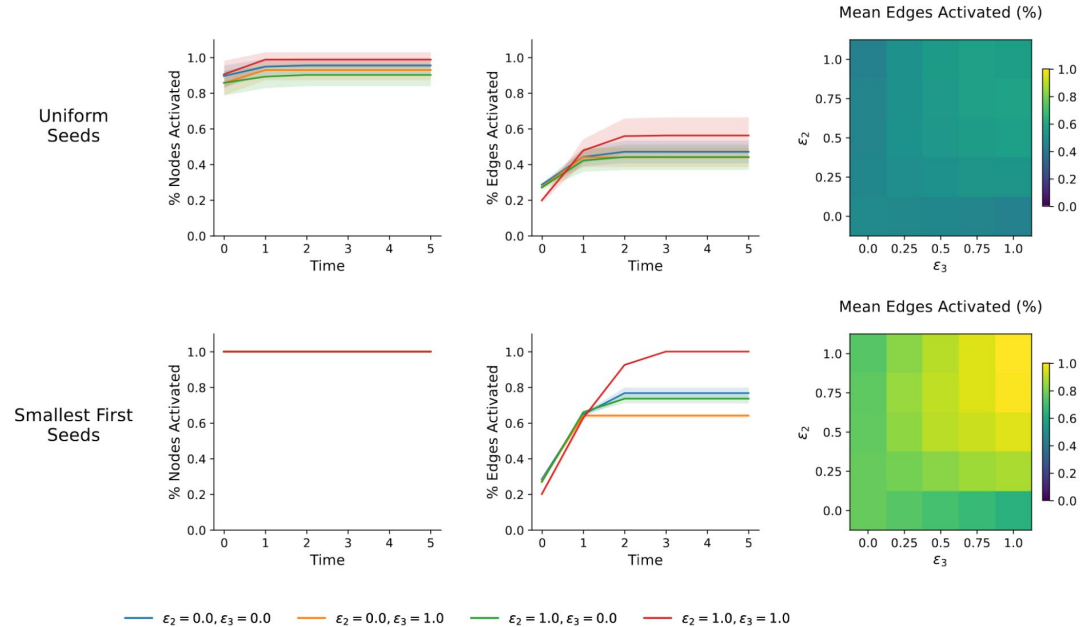 Mean Edges Activated (%)
Uniform
Seeds
% Nodes Activated
1.0
0.8
0.6
0.4
0.2
0.0
0 1 2 3 4 5
Time
% Edges Activated
1.0
0.8
0.6
0.4
0.2
0.0
0 1 2 3 4 5
Time
ε₂
1.0
0.75
0.5
0.25
0.0
0.0 0.25 0.5 0.75 1.0
ε₃
1.0
0.8
0.6
0.4
0.2
0.0
Mean Edges Activated (%)
Smallest First
Seeds
% Nodes Activated
1.0
0.8
0.6
0.4
0.2
0.0
0 1 2 3 4 5
Time
% Edges Activated
1.0
0.8
0.6
0.4
0.2
0.0
0 1 2 3 4 5
Time
ε₂
1.0
0.75
0.5
0.25
0.0
0.0 0.25 0.5 0.75 1.0
ε₃
1.0
0.8
0.6
0.4
0.2
0.0
ε₂ = 0.0, ε₃ = 0.0 ε₂ = 0.0, ε₃ = 1.0 ε₂ = 1.0, ε₃ = 0.0 ε₂ = 1.0, ε₃ = 1.0